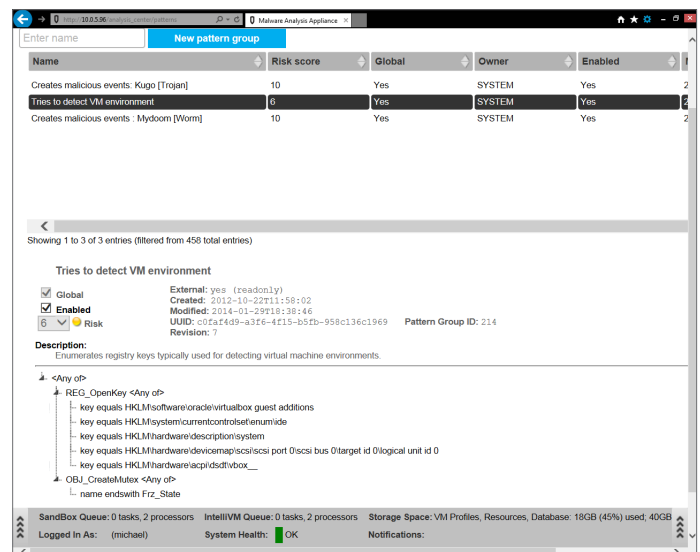 http://10.0.5.96/analysis_center/patterns
Malware Analysis Appliance
Enter name
New pattern group
Name Risk score Global Owner Enabled
Creates malicious events: Kugo [Trojan] 10 Yes SYSTEM Yes 2
Tries to detect VM environment 6 Yes SYSTEM Yes 2
Creates malicious events : Mydoom [Worm] 10 Yes SYSTEM Yes 2
Showing 1 to 3 of 3 entries (filtered from 458 total entries)
Tries to detect VM environment
Global
Enabled
6 Risk
External: yes (readonly)
Created: 2012-10-22T11:58:02
Modified: 2014-01-29T18:38:46
UUID: c0faf4d9-a3f6-4f15-b5fb-958c136c1969 Pattern Group ID: 214
Revision: 7
Description:
Enumerates registry keys typically used for detecting virtual machine environments.
<Any of>
REG_OpenKey <Any of>
key equals HKLM\software\oracle\virtualbox guest additions
key equals HKLM\system\currentcontrolset\enum\ide
key equals HKLM\hardware\description\system
key equals HKLM\hardware\devicemap\scsi\scsi port 0\scsi bus 0\target id 0\logical unit id 0
key equals HKLM\hardware\acpi\dsdt\vbox__
OBJ_CreateMutex <Any of>
name endswith Frz_State
SandBox Queue: 0 tasks, 2 processors IntelliVM Queue: 0 tasks, 2 processors Storage Space: VM Profiles, Resources, Database: 18GB (45%) used; 40GB
Logged In As: (michael) System Health: OK Notifications: